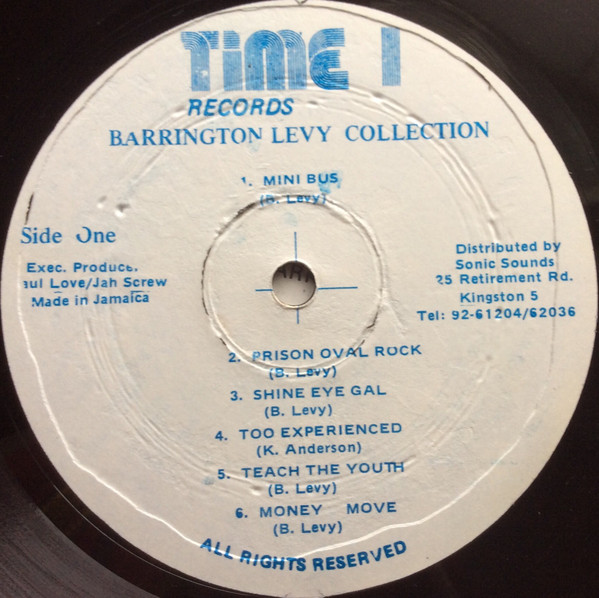 TIME 1
RECORDS
BARRINGTON LEVY COLLECTION
1. MINI BUS
(B. Levy)
Side One
Exec. Produce.
aul Love/Jah Screw
Made in Jamaica
Distributed by
Sonic Sounds
25 Retirement Rd.
Kingston 5
Tel: 92-61204/62036
2. PRISON OVAL ROCK
(B. Levy)
3. SHINE EYE GAL
(B. Levy)
4. TOO EXPERIENCED
(K. Anderson)
5. TEACH THE YOUTH
(B. Levy)
6. MONEY MOVE
(B. Levy)
ALL RIGHTS RESERVED